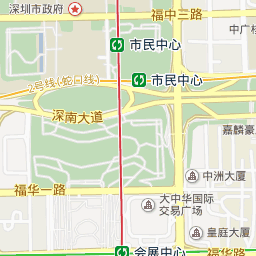 深圳市政府
福中三路
市民中心
中广核
市民中心
2号线(蛇口线)
深南大道
嘉麟豪
中洲大厦
福华一路
大中华国际
交易广场
皇庭大厦
会展中心
福华路